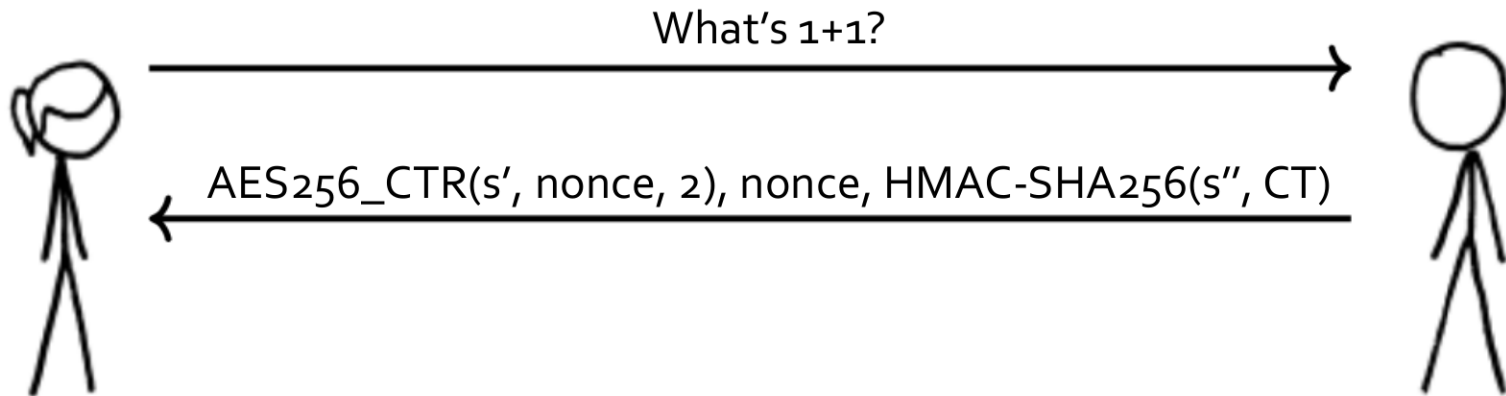 What's 1+1?
AES256_CTR(s′, nonce, 2), nonce, HMAC-SHA256(s″, CT)